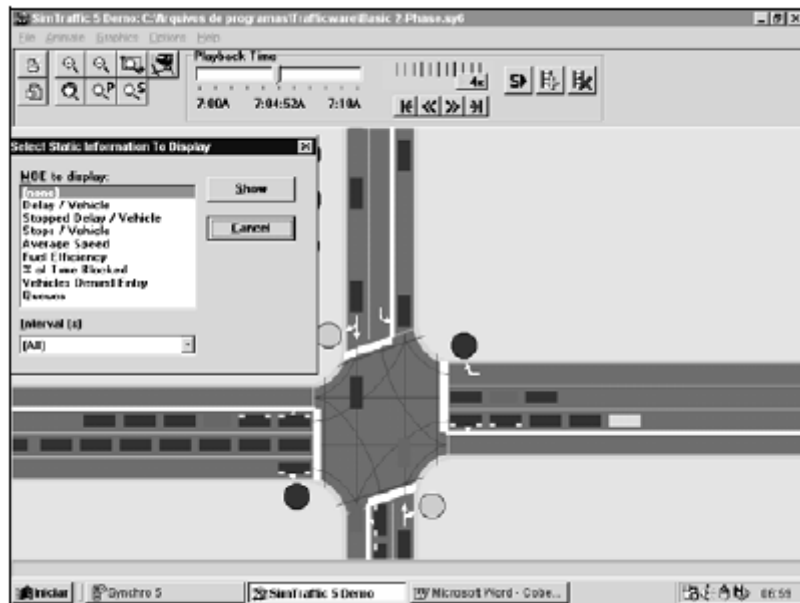 SimTraffic 5 Demo: C:\Arquivos de programas\Trafficware\Basic 2-Phase.sy6
File Animate Graphics Options Help
Playback Time
7:00A 7:04:52A 7:10A
4x
Select Static Information To Display
MOE to display:
(none)
Delay / Vehicle
Stopped Delay / Vehicle
Stops / Vehicle
Average Speed
Fuel Efficiency
% of Time Blocked
Vehicles Denied Entry
Queues
Show
Cancel
Interval (s)
(All)
Iniciar
Synchro 5
SimTraffic 5 Demo
Microsoft Word - Cobe...
06:59